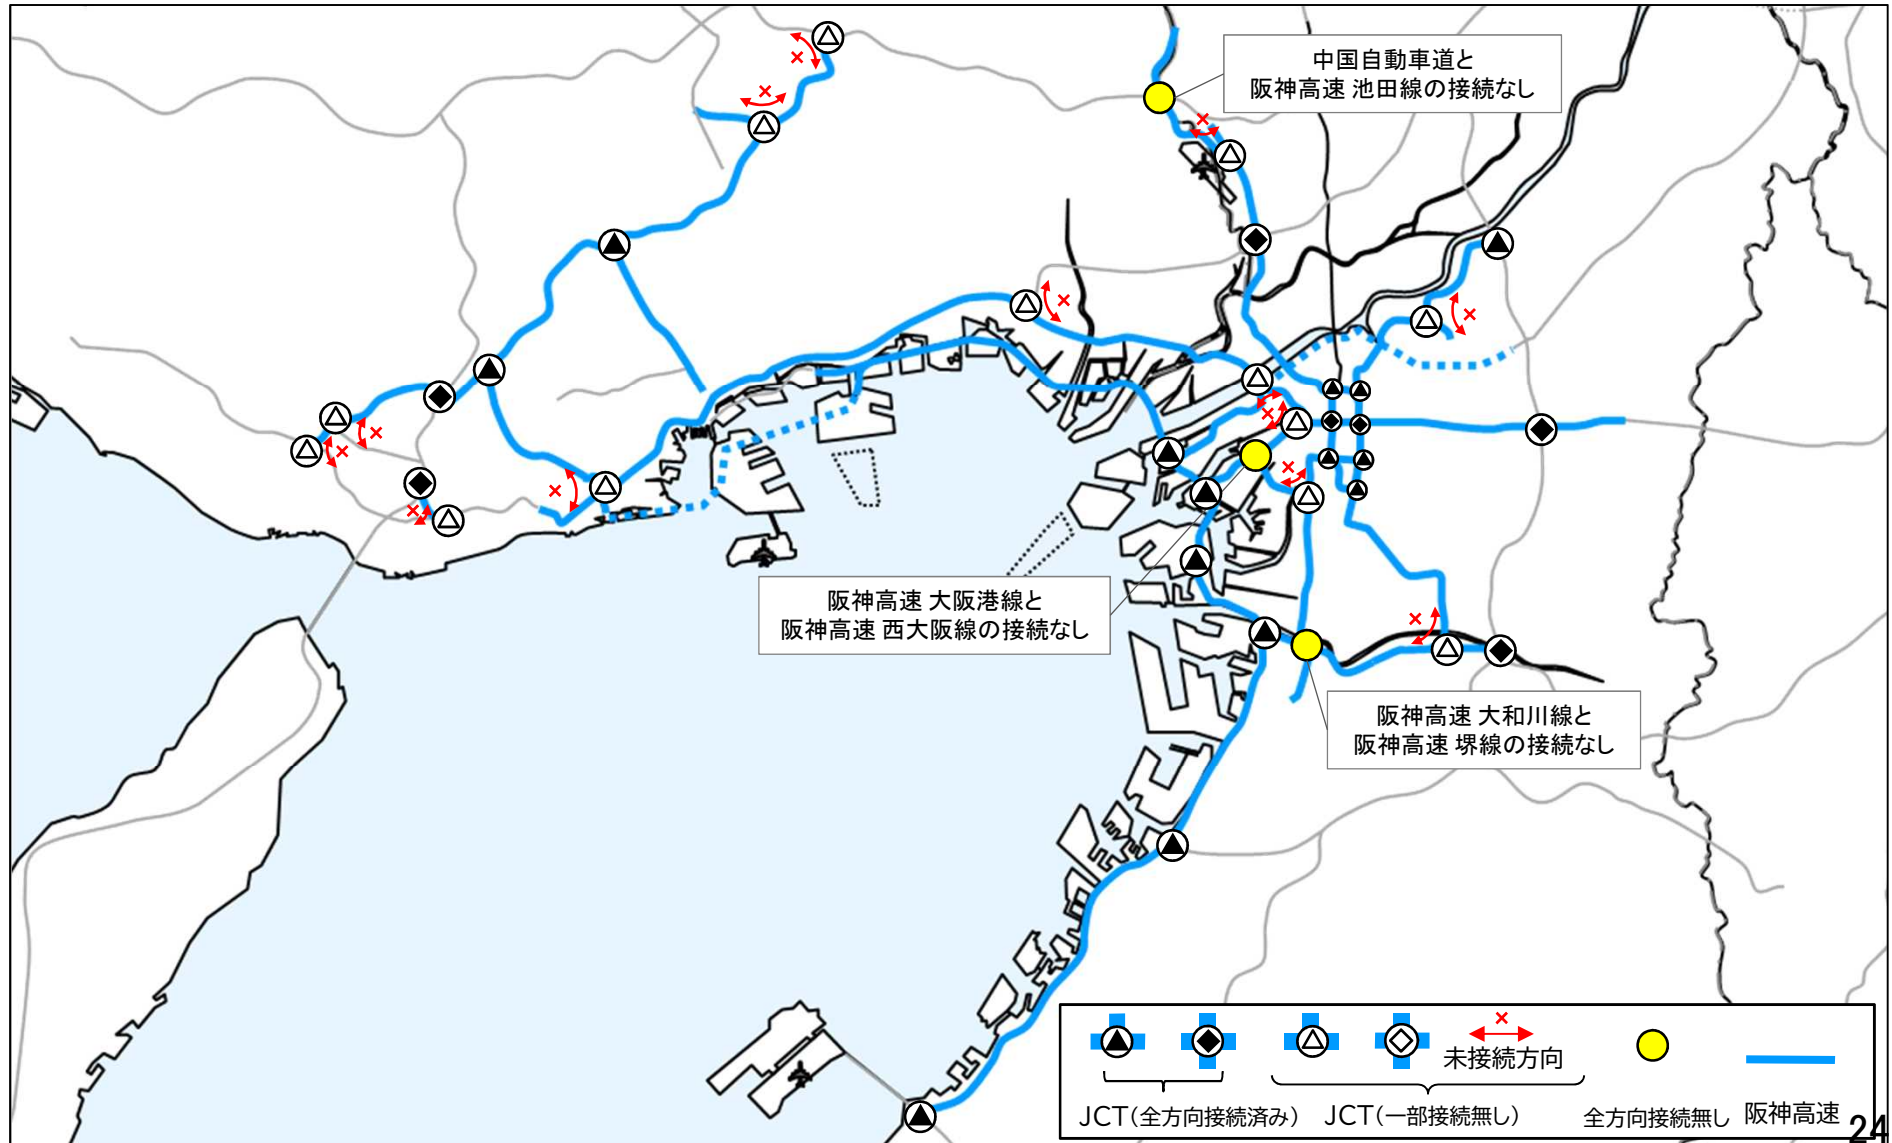 中国自動車道と
阪神高速 池田線の接続なし
阪神高速 大阪港線と
阪神高速 西大阪線の接続なし
阪神高速 大和川線と
阪神高速 堺線の接続なし
未接続方向
JCT(全方向接続済み)
JCT(一部接続無し)
全方向接続無し
阪神高速
24